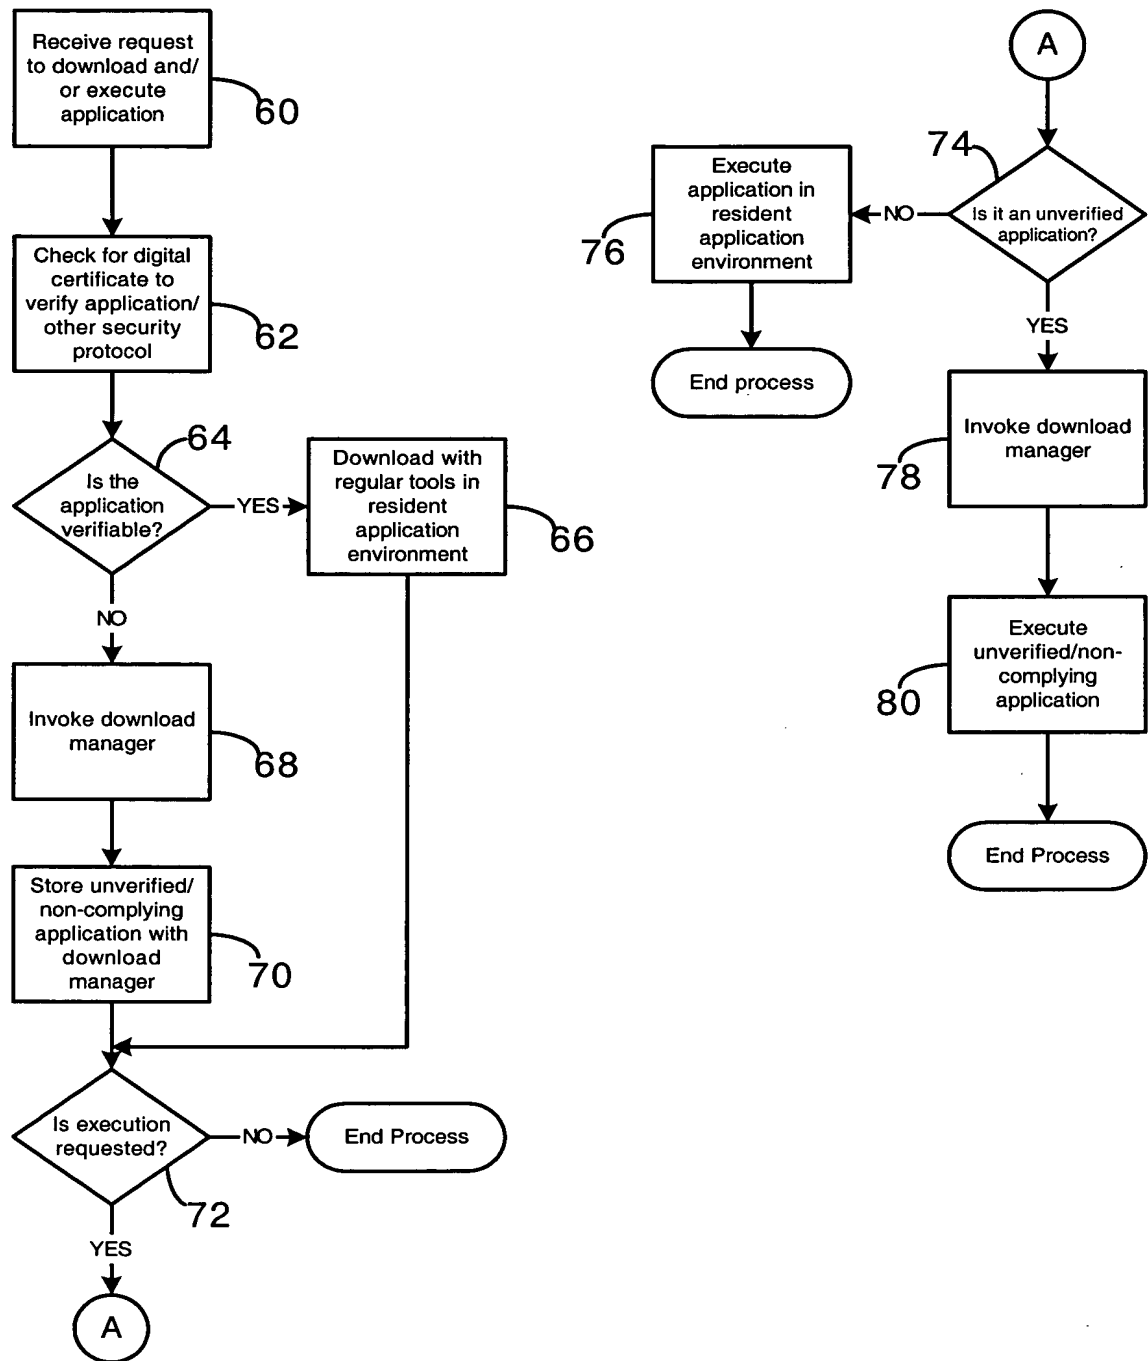 Receive request
to download and/
or execute
application
60
Check for digital
certificate to
verify application/
other security
protocol
62
64
Is the
application
verifiable?
YES
Download with
regular tools in
resident
application
environment
66
NO
Invoke download
manager
68
Store unverified/
non-complying
application with
download
manager
70
Is execution
requested?
NO
End Process
72
YES
A
A
74
Is it an unverified
application?
NO
Execute
application in
resident
application
environment
76
End process
YES
Invoke download
manager
78
Execute
unverified/non-
complying
application
80
End Process